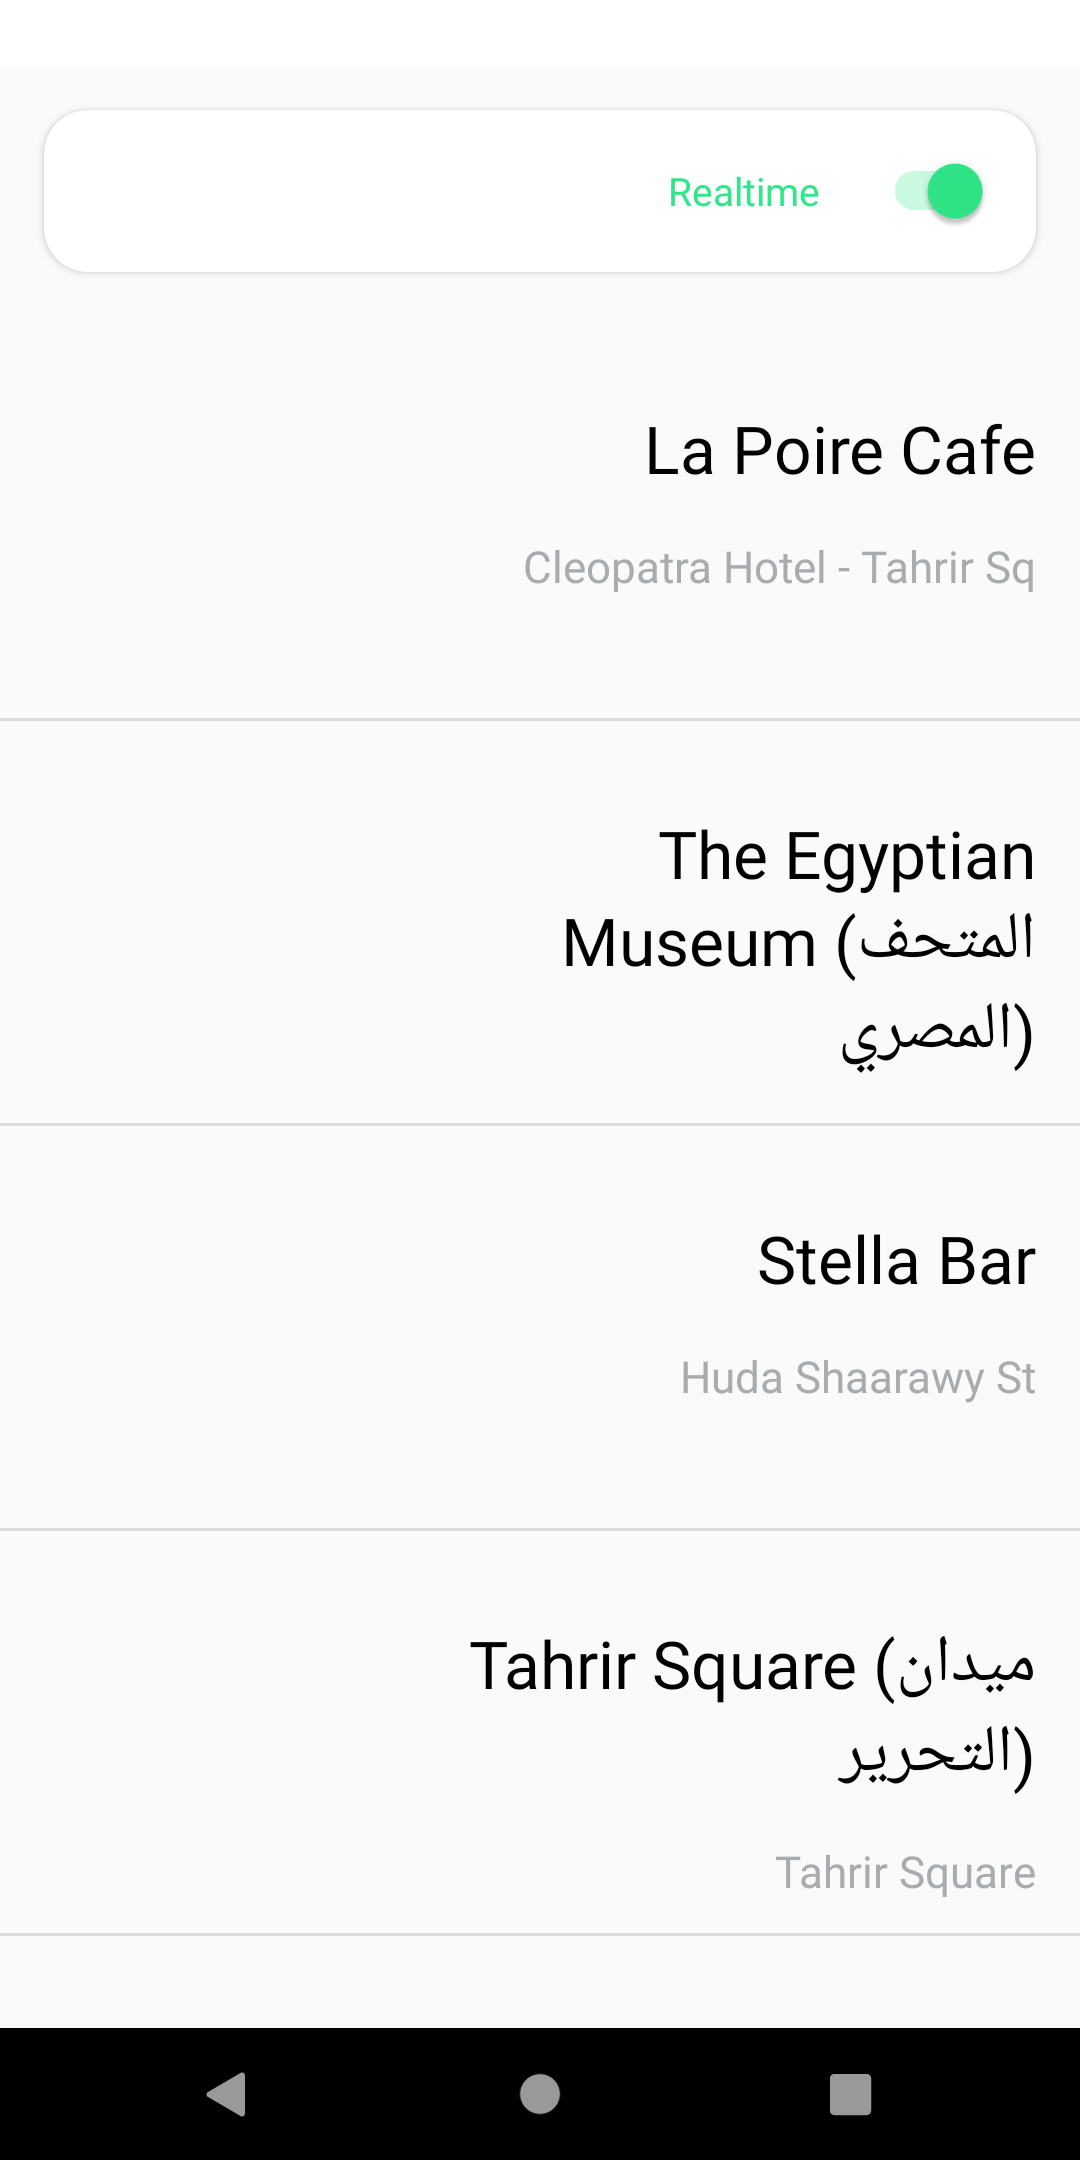 Realtime
La Poire Cafe
Cleopatra Hotel - Tahrir Sq
The Egyptian
Museum (المتحف
المصري)
Stella Bar
Huda Shaarawy St
Tahrir Square (ميدان
التحرير)
Tahrir Square